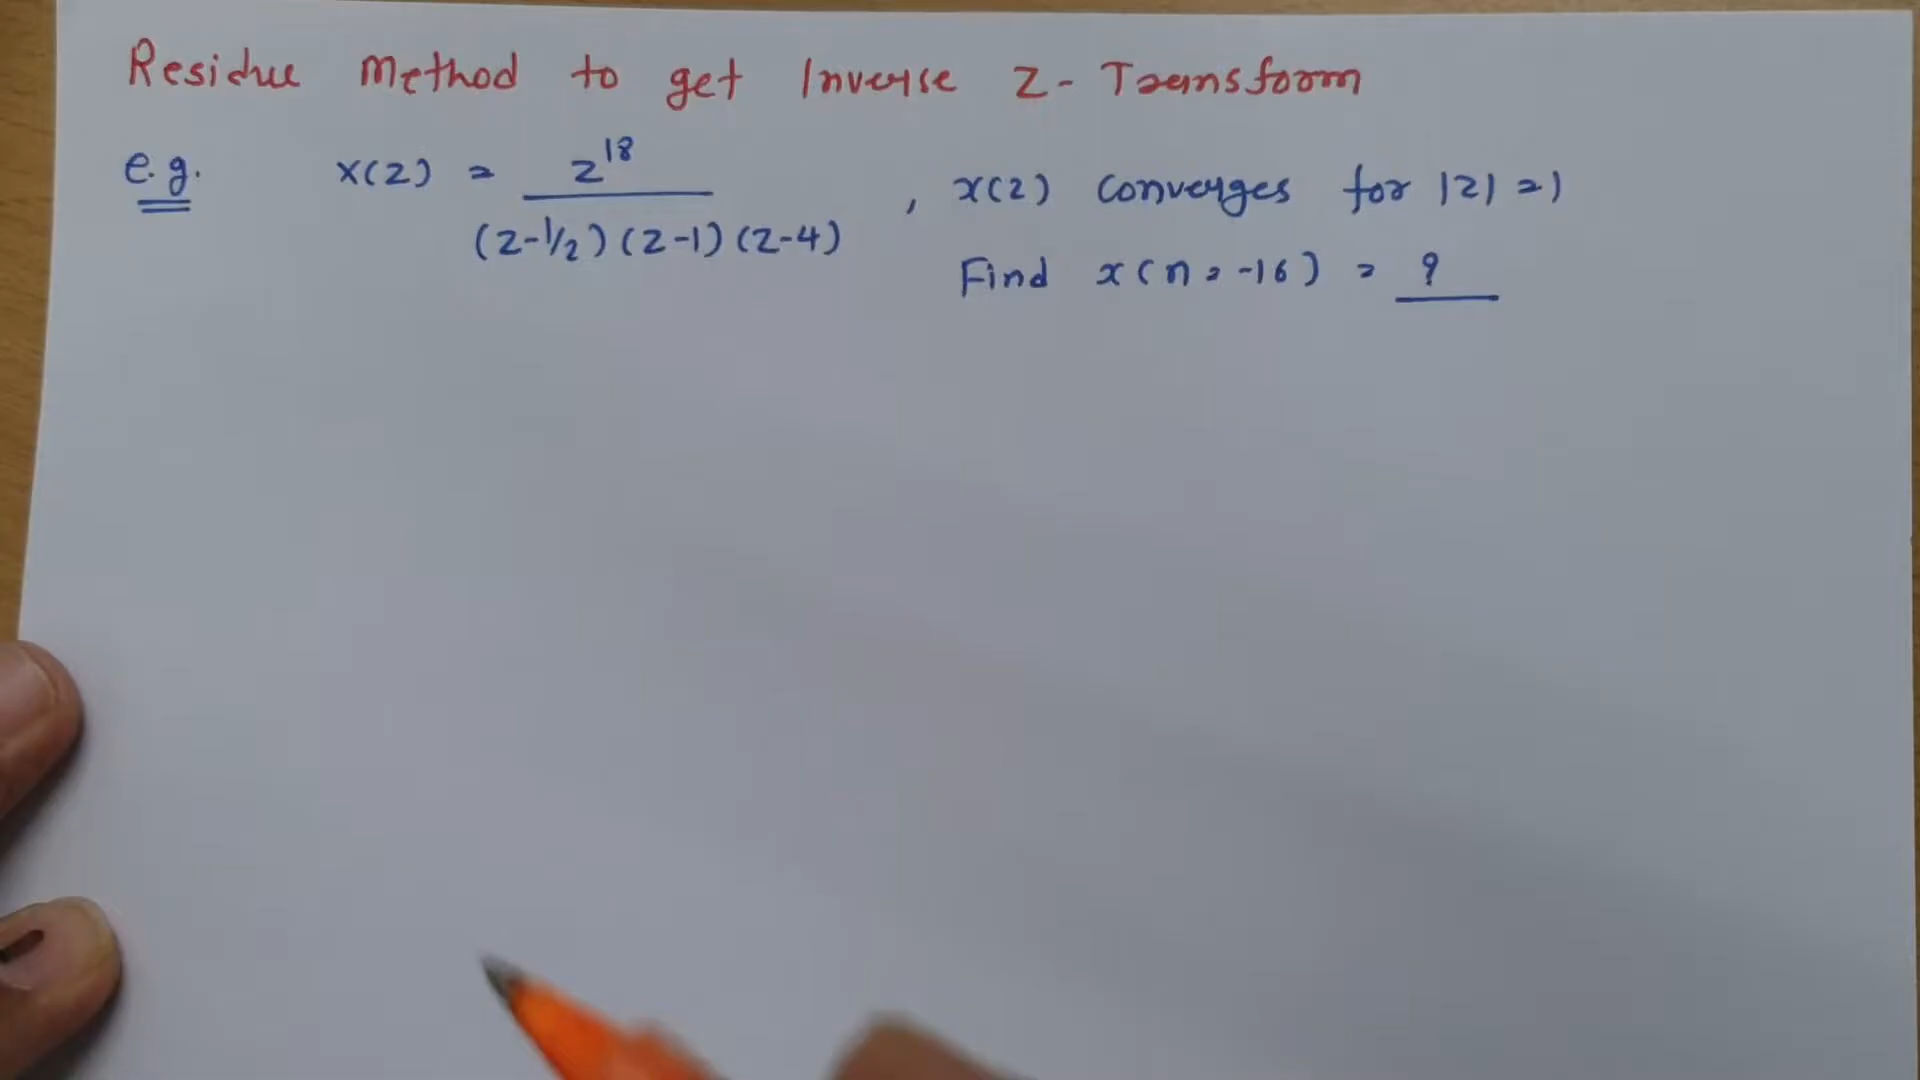 Residue Method to get Inverse Z-Transform
e.g. X(Z) = Z^18 / (Z-1/2)(Z-1)(Z-4) , X(Z) converges for |Z|=1
Find x(n=-16) = ?